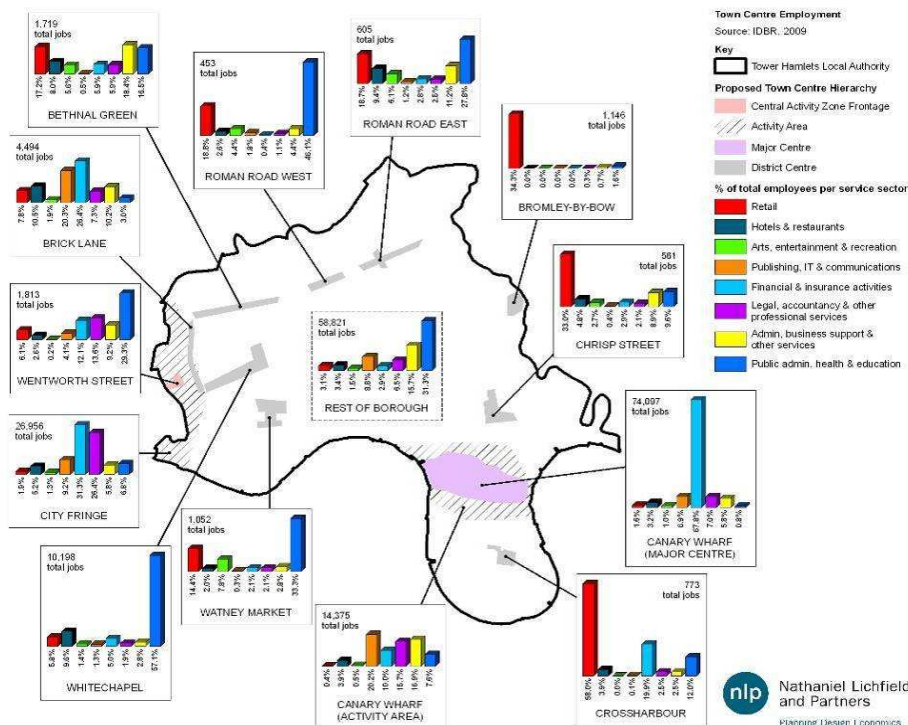 1,719
total jobs
17.2%
8.0%
5.6%
0.5%
5.9%
5.9%
18.4%
16.5%
BETHNAL GREEN
453
total jobs
18.8%
2.6%
4.4%
1.8%
0.4%
1.1%
4.4%
46.1%
ROMAN ROAD WEST
605
total jobs
18.7%
9.4%
6.1%
1.2%
2.8%
2.5%
11.2%
27.8%
ROMAN ROAD EAST
1,146
total jobs
34.3%
0.0%
0.0%
0.0%
0.0%
0.3%
0.7%
1.6%
BROMLEY-BY-BOW
4,494
total jobs
7.8%
10.5%
1.9%
20.3%
26.4%
7.3%
10.2%
3.0%
BRICK LANE
561
total jobs
33.0%
4.8%
2.7%
0.4%
2.9%
2.1%
8.9%
9.6%
CHRISP STREET
1,813
total jobs
6.1%
2.6%
0.2%
4.1%
12.1%
13.6%
9.2%
29.3%
WENTWORTH STREET
58,821
total jobs
3.1%
3.4%
1.5%
8.8%
2.9%
6.5%
15.7%
31.3%
REST OF BOROUGH
26,956
total jobs
1.9%
5.2%
1.3%
9.2%
31.3%
26.4%
5.8%
6.8%
CITY FRINGE
74,097
total jobs
1.6%
3.2%
1.0%
6.9%
67.8%
7.0%
5.8%
0.8%
CANARY WHARF
(MAJOR CENTRE)
10,198
total jobs
5.8%
9.6%
1.4%
1.3%
5.0%
1.9%
2.8%
57.1%
WHITECHAPEL
1,052
total jobs
14.4%
2.0%
7.8%
0.3%
2.1%
2.1%
2.8%
33.3%
WATNEY MARKET
14,375
total jobs
0.4%
3.9%
0.5%
20.2%
10.0%
15.7%
16.9%
7.6%
CANARY WHARF
(ACTIVITY AREA)
773
total jobs
58.0%
3.9%
0.0%
0.1%
19.9%
2.5%
2.5%
12.0%
CROSSHARBOUR
Town Centre Employment
Source: IDBR, 2009
Key
Tower Hamlets Local Authority
Proposed Town Centre Hierarchy
Central Activity Zone Frontage
Activity Area
Major Centre
District Centre
% of total employees per service sector
Retail
Hotels & restaurants
Arts, entertainment & recreation
Publishing, IT & communications
Financial & insurance activities
Legal, accountancy & other
professional services
Admin, business support &
other services
Public admin, health & education
nlp
Nathaniel Lichfield
and Partners
Planning Design Economics